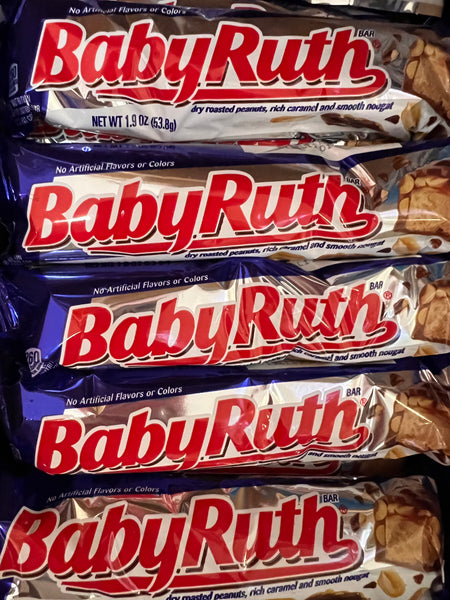 No Artificial Flavors or Colors
BabyRuth BAR
dry roasted peanuts, rich caramel and smooth nougat
NET WT 1.9 OZ (53.8g)
No Artificial Flavors or Colors
BabyRuth BAR
dry roasted peanuts, rich caramel and smooth nougat
No Artificial Flavors or Colors
BabyRuth BAR ®
rich caramel and smooth nougat
No Artificial Flavors or Colors
BabyRuth BAR ®
No Artificial Flavors or Colors
BabyRuth BAR ®
dry roasted peanuts, rich caramel and smooth nougat